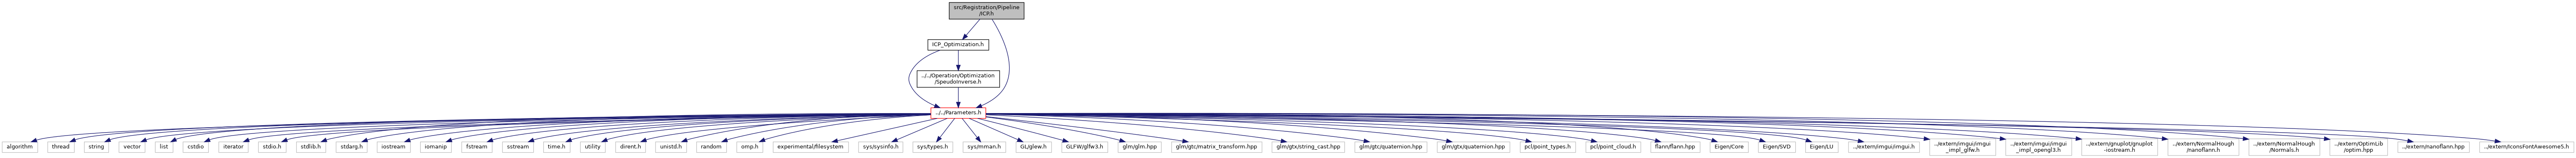 src/Registration/Pipeline
/ICP.h
ICP_Optimization.h
../../Operation/Optimization
/SpeudoInverse.h
../../Parameters.h
algorithm
thread
string
vector
list
cstdio
iterator
stdio.h
stdlib.h
stdarg.h
iostream
iomanip
fstream
sstream
time.h
utility
dirent.h
unistd.h
random
omp.h
experimental/filesystem
sys/sysinfo.h
sys/types.h
sys/mman.h
GL/glew.h
GLFW/glfw3.h
glm/glm.hpp
glm/gtc/matrix_transform.hpp
glm/gtx/string_cast.hpp
glm/gtc/quaternion.hpp
glm/gtx/quaternion.hpp
pcl/point_types.h
pcl/point_cloud.h
flann/flann.hpp
Eigen/Core
Eigen/SVD
Eigen/LU
../extern/imgui/imgui.h
../extern/imgui/imgui
_impl_glfw.h
../extern/imgui/imgui
_impl_opengl3.h
../extern/gnuplot/gnuplot
-iostream.h
../extern/NormalHough
/nanoflann.h
../extern/NormalHough
/Normals.h
../extern/OptimLib
/optim.hpp
../extern/nanoflann.hpp
../extern/IconsFontAwesome5.h